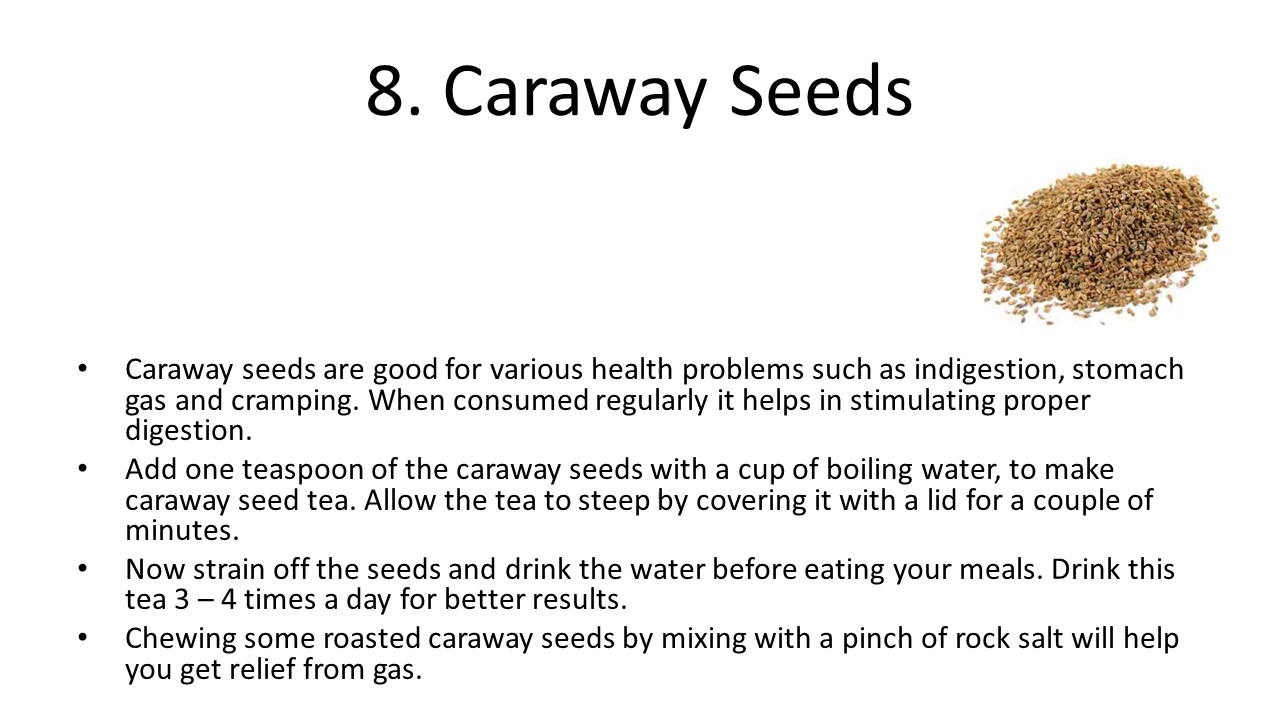 8. Caraway Seeds
• Caraway seeds are good for various health problems such as indigestion, stomach
gas and cramping. When consumed regularly it helps in stimulating proper
digestion.
• Add one teaspoon of the caraway seeds with a cup of boiling water, to make
caraway seed tea. Allow the tea to steep by covering it with a lid for a couple of
minutes.
• Now strain off the seeds and drink the water before eating your meals. Drink this
tea 3 – 4 times a day for better results.
• Chewing some roasted caraway seeds by mixing with a pinch of rock salt will help
you get relief from gas.